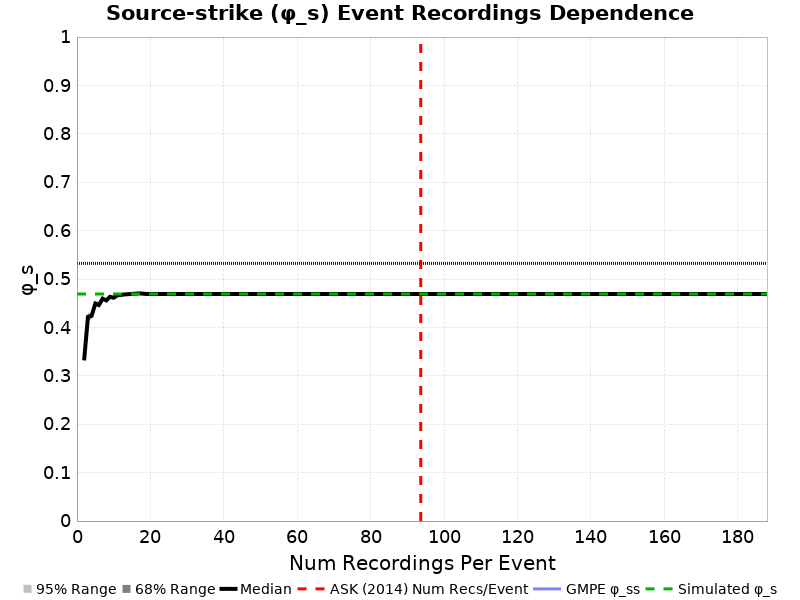 Source-strike (φ_s) Event Recordings Dependence
1
0.9
0.8
0.7
0.6
0.5
0.4
0.3
0.2
0.1
0
φ_s
0 20 40 60 80 100 120 140 160 180
Num Recordings Per Event
95% Range 68% Range Median ASK (2014) Num Recs/Event GMPE φ_ss Simulated φ_s